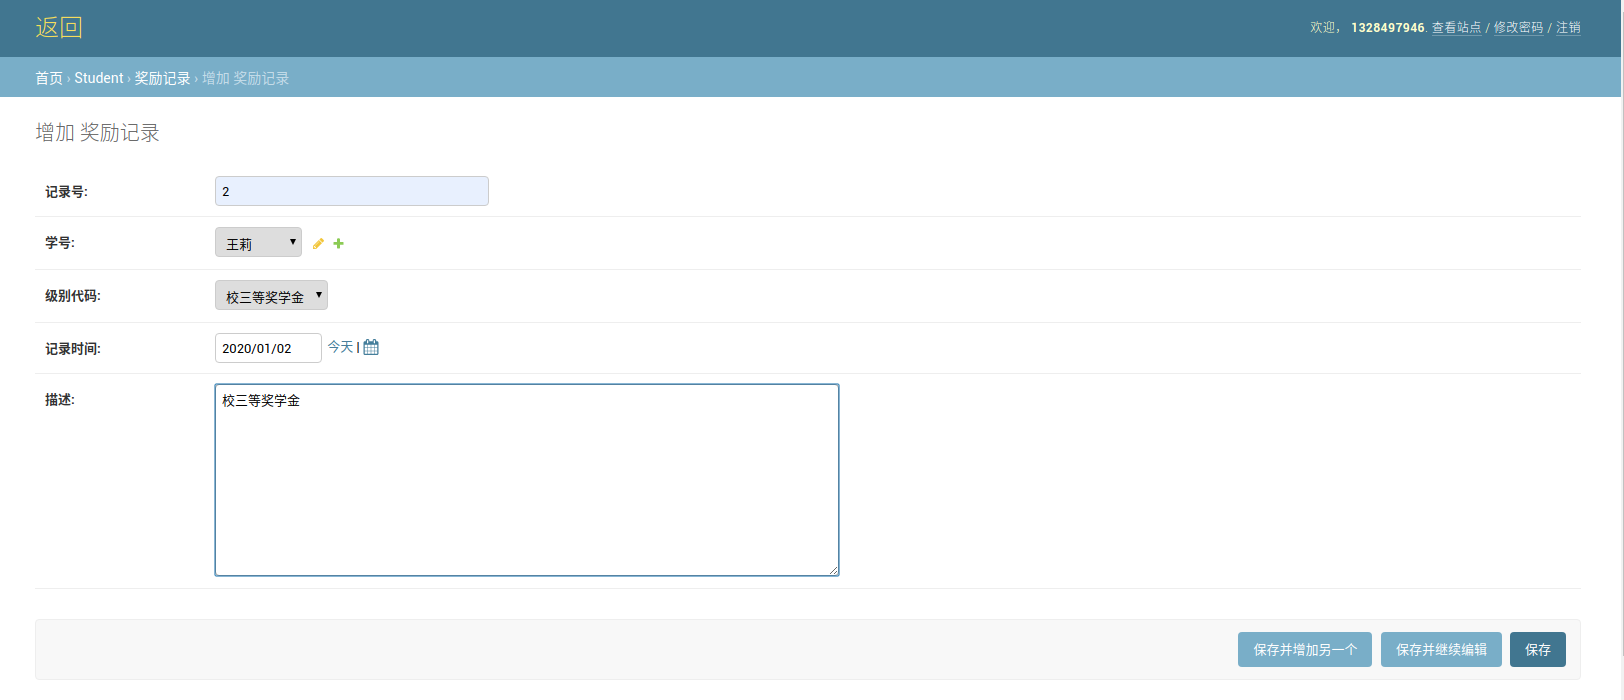 返回
欢迎， 1328497946. 查看站点 / 修改密码 / 注销
首页 › Student › 奖励记录 › 增加 奖励记录
增加 奖励记录
记录号: 2
学号: 王莉
级别代码: 校三等奖学金
记录时间: 2020/01/02 今天 |
描述: 校三等奖学金
保存并增加另一个 保存并继续编辑 保存